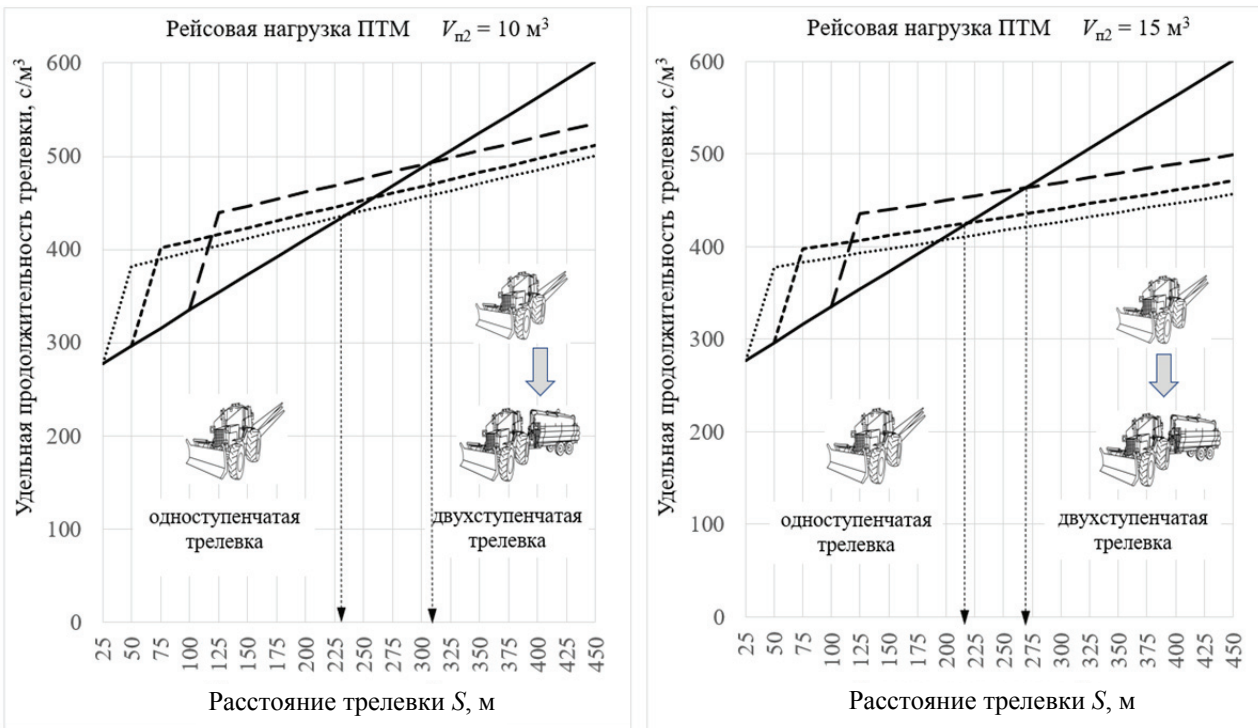 Рейсовая нагрузка ПТМ Vп2 = 10 м³
Удельная продолжительность трелевки, с/м³
600
500
400
300
200
100
0
одноступенчатая
трелевка
двухступенчатая
трелевка
25 50 75 100 125 150 175 200 225 250 275 300 325 350 375 400 425 450
Расстояние трелевки S, м
Рейсовая нагрузка ПТМ Vп2 = 15 м³
Удельная продолжительность трелевки, с/м³
600
500
400
300
200
100
0
одноступенчатая
трелевка
двухступенчатая
трелевка
25 50 75 100 125 150 175 200 225 250 275 300 325 350 375 400 425 450
Расстояние трелевки S, м